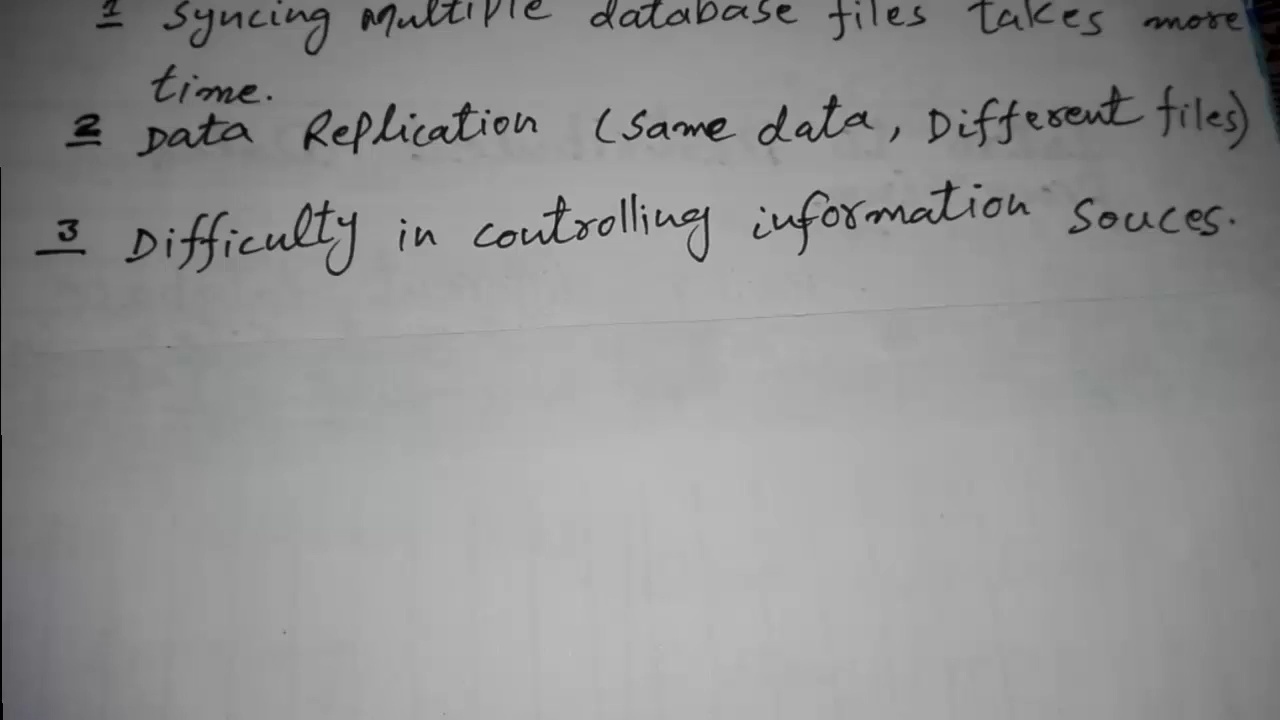 1 Syncing Multiple database files takes more
time.
2 Data Replication (Same data, Different files)
3 Difficulty in controlling information Souces.